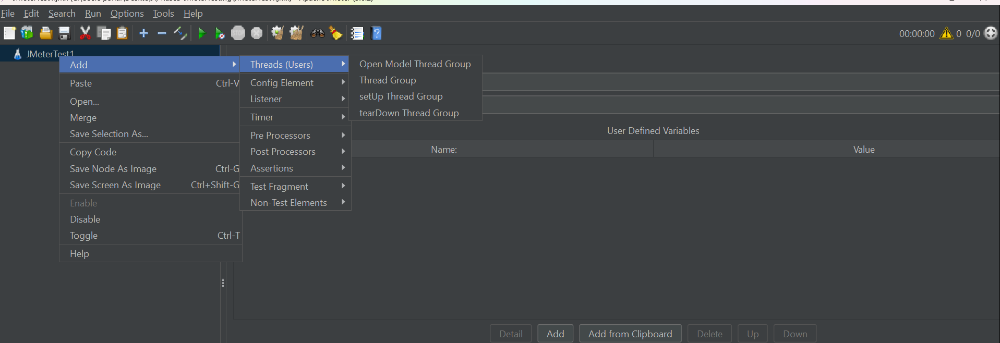 File Edit Search Run Options Tools Help
STOP
00:00:00 0 0/0
JMeterTest1
Add
Paste Ctrl-V
Open...
Merge
Save Selection As...
Copy Code
Save Node As Image Ctrl-G
Save Screen As Image Ctrl+Shift-G
Enable
Disable
Toggle Ctrl-T
Help
Threads (Users)
Config Element
Listener
Timer
Pre Processors
Post Processors
Assertions
Test Fragment
Non-Test Elements
Open Model Thread Group
Thread Group
setUp Thread Group
tearDown Thread Group
User Defined Variables
Name: Value
Detail Add Add from Clipboard Delete Up Down